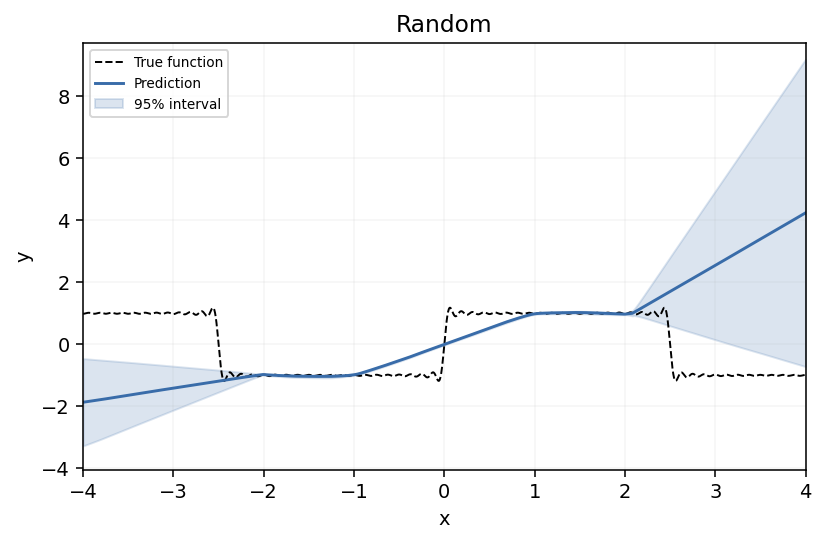 Random
True function
Prediction
95% interval
y
8
6
4
2
0
−2
−4
−4 −3 −2 −1 0 1 2 3 4
x